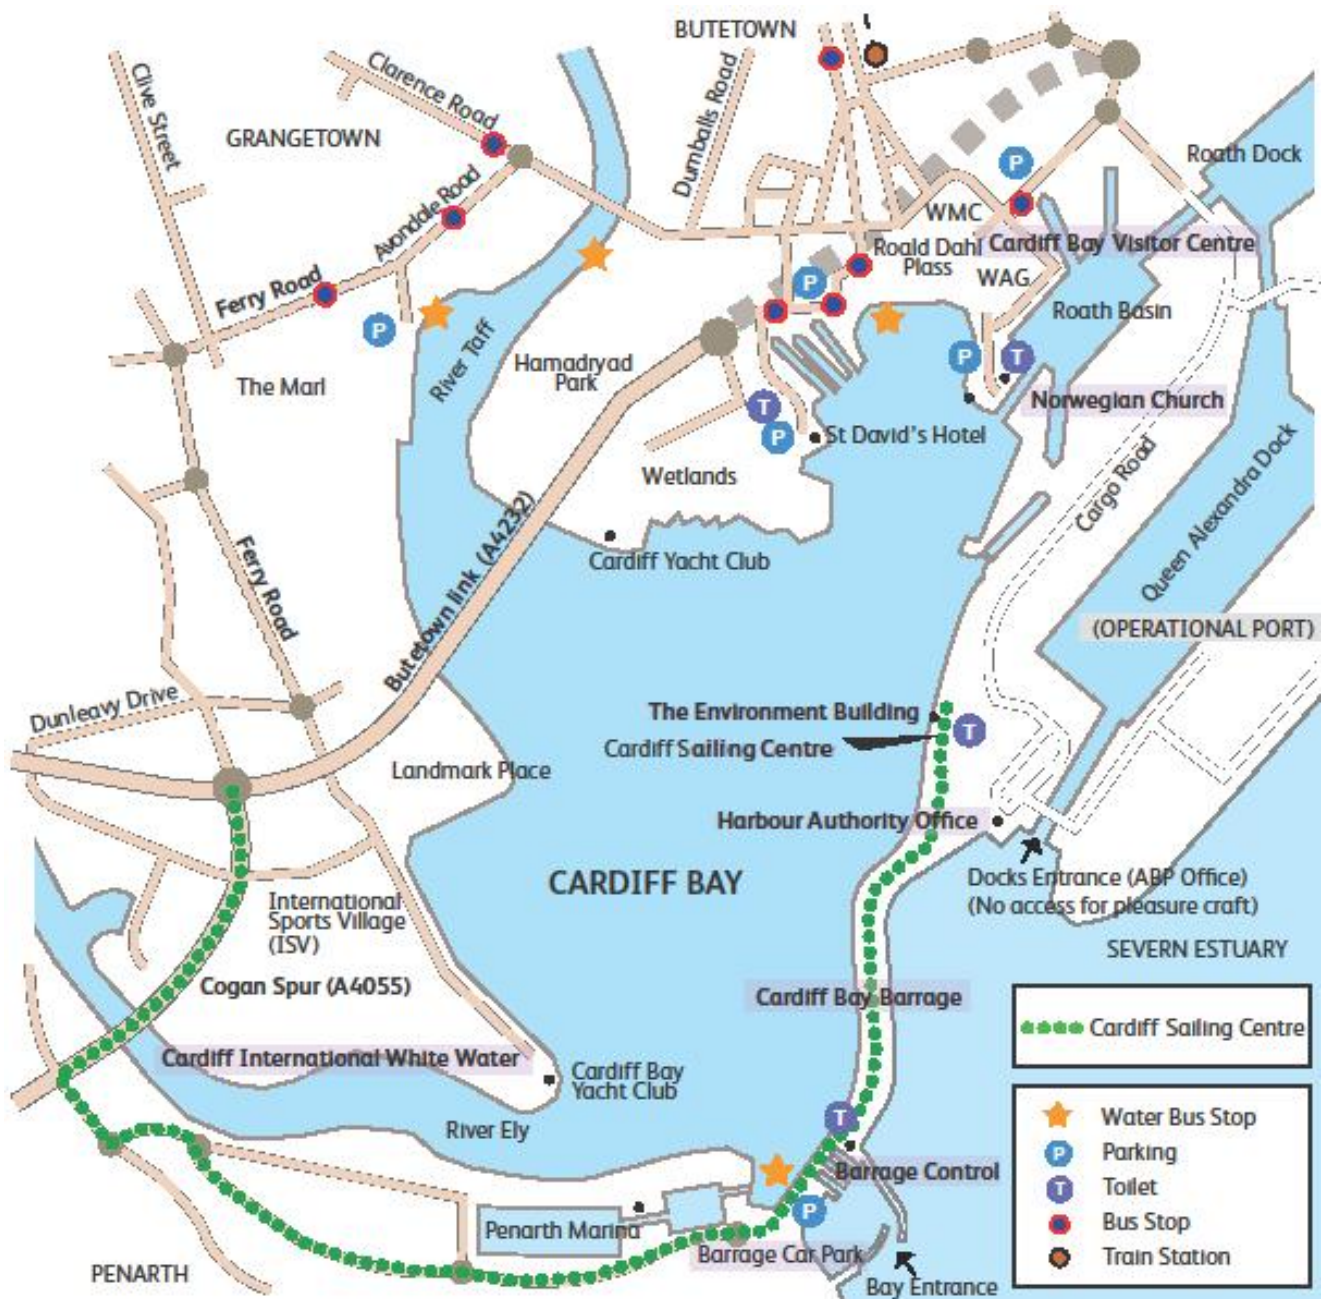 BUTETOWN
Clive Street
Clarence Road
GRANGETOWN
Dumballs Road
P
Roath Dock
Avondale Road
WMC
Roald Dahl
Plass
Cardiff Bay Visitor Centre
WAG
Ferry Road
P
P
Roath Basin
River Taff
Hamadryad
Park
P
T
The Marl
T
P
Norwegian Church
St David's Hotel
Wetlands
Cargo Road
Queen Alexandra Dock
Butetown link (A4232)
Cardiff Yacht Club
Ferry Road
(OPERATIONAL PORT)
Dunleavy Drive
The Environment Building
T
Cardiff Sailing Centre
Landmark Place
Harbour Authority Office
CARDIFF BAY
Docks Entrance (ABP Office)
(No access for pleasure craft)
International
Sports Village
(ISV)
SEVERN ESTUARY
Cogan Spur (A4055)
Cardiff Bay Barrage
Cardiff Sailing Centre
Cardiff International White Water
Cardiff Bay
Yacht Club
River Ely
T
Barrage Control
Penarth Marina
P
Barrage Car Park
PENARTH
Bay Entrance
Water Bus Stop
P Parking
T Toilet
Bus Stop
Train Station